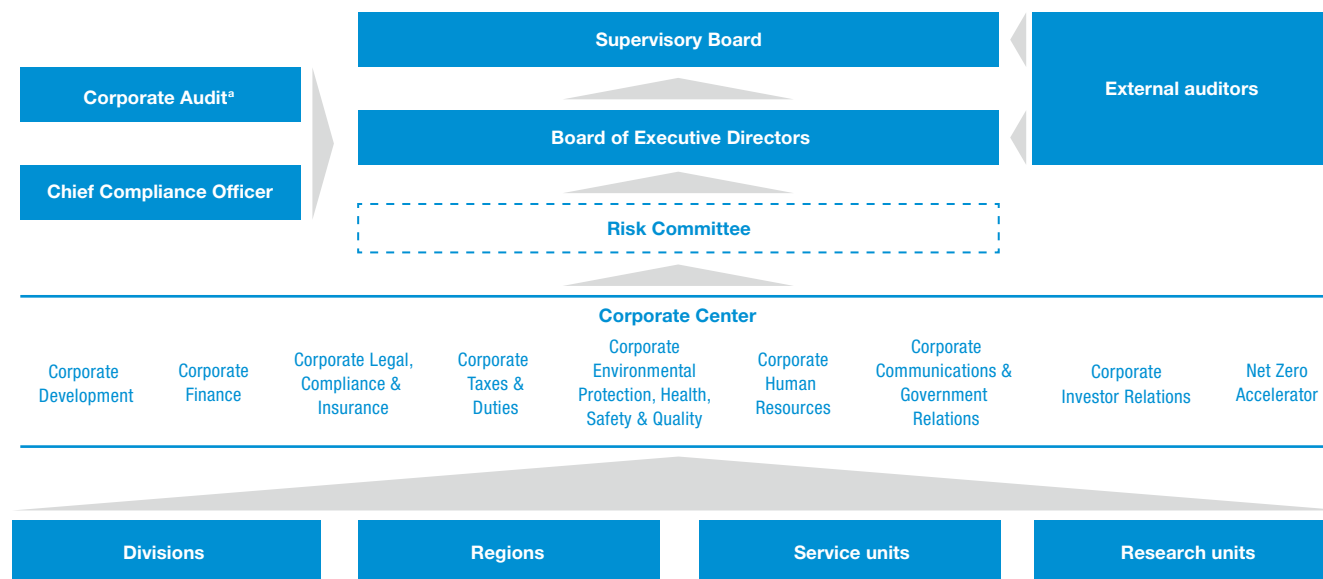 Supervisory Board
Corporate Auditᵃ
External auditors
Board of Executive Directors
Chief Compliance Officer
Risk Committee
Corporate Center
Corporate
Development
Corporate
Finance
Corporate Legal,
Compliance &
Insurance
Corporate
Taxes &
Duties
Corporate
Environmental
Protection, Health,
Safety & Quality
Corporate
Human
Resources
Corporate
Communications &
Government
Relations
Corporate
Investor Relations
Net Zero
Accelerator
Divisions
Regions
Service units
Research units